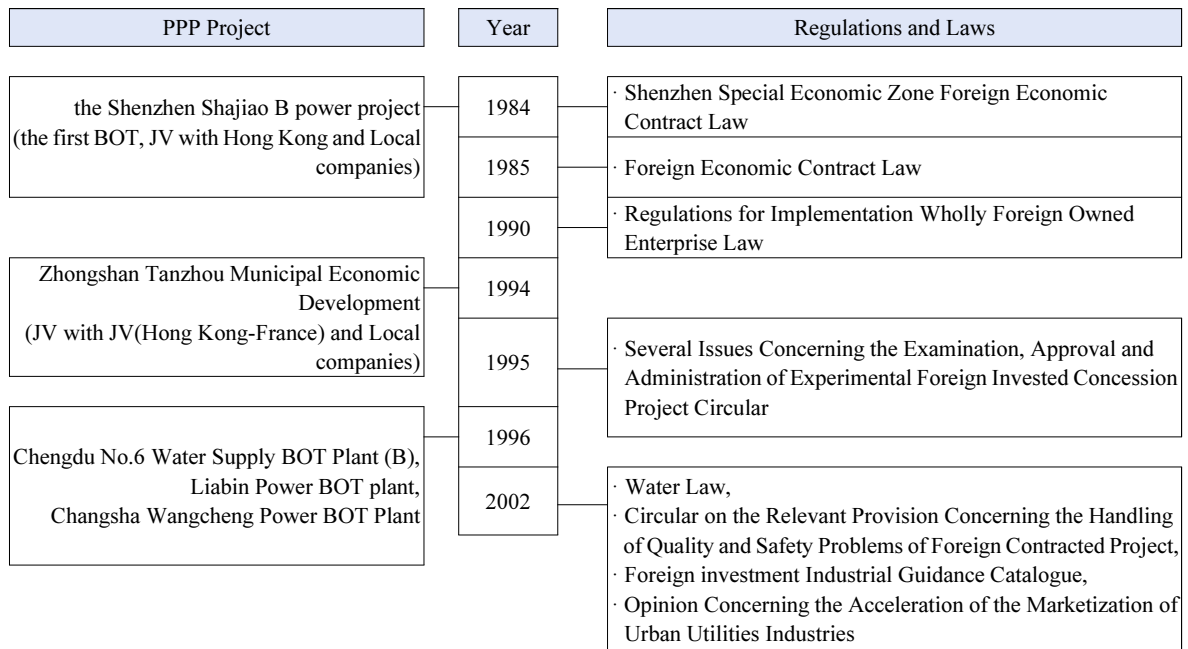 PPP Project
Year
Regulations and Laws
the Shenzhen Shajiao B power project
(the first BOT, JV with Hong Kong and Local
companies)
1984
· Shenzhen Special Economic Zone Foreign Economic
Contract Law
1985
· Foreign Economic Contract Law
1990
· Regulations for Implementation Wholly Foreign Owned
Enterprise Law
Zhongshan Tanzhou Municipal Economic
Development
(JV with JV(Hong Kong-France) and Local
companies)
1994
1995
· Several Issues Concerning the Examination, Approval and
Administration of Experimental Foreign Invested Concession
Project Circular
Chengdu No.6 Water Supply BOT Plant (B),
Liabin Power BOT plant,
Changsha Wangcheng Power BOT Plant
1996
2002
· Water Law,
· Circular on the Relevant Provision Concerning the Handling
of Quality and Safety Problems of Foreign Contracted Project,
· Foreign investment Industrial Guidance Catalogue,
· Opinion Concerning the Acceleration of the Marketization of
Urban Utilities Industries